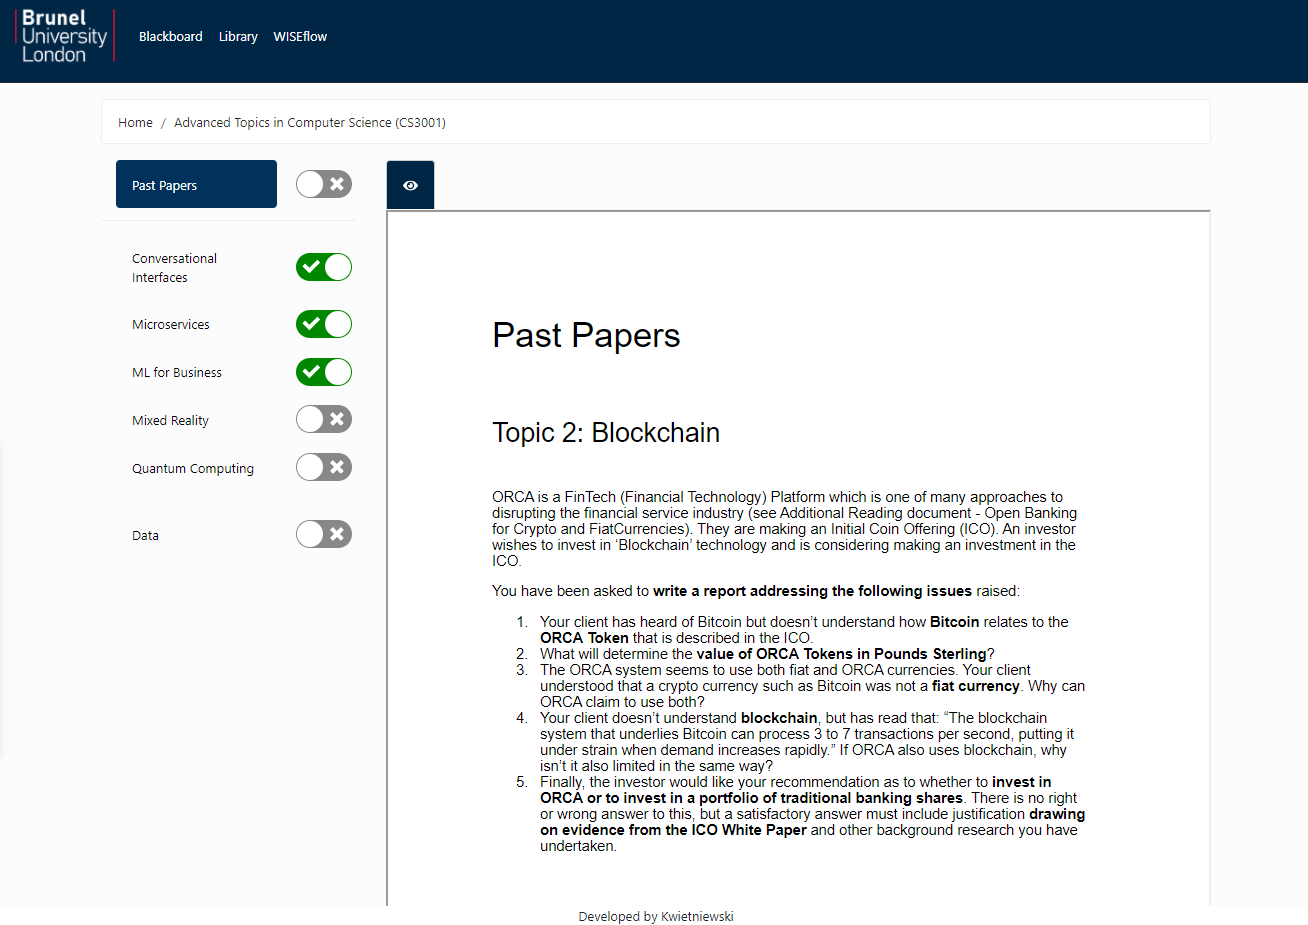 Brunel
University
London
Blackboard Library WISEflow
Home / Advanced Topics in Computer Science (CS3001)
Past Papers
Conversational
Interfaces
Microservices
ML for Business
Mixed Reality
Quantum Computing
Data
Past Papers
Topic 2: Blockchain
ORCA is a FinTech (Financial Technology) Platform which is one of many approaches to
disrupting the financial service industry (see Additional Reading document - Open Banking
for Crypto and FiatCurrencies). They are making an Initial Coin Offering (ICO). An investor
wishes to invest in ‘Blockchain’ technology and is considering making an investment in the
ICO.
You have been asked to write a report addressing the following issues raised:
1. Your client has heard of Bitcoin but doesn’t understand how Bitcoin relates to the
ORCA Token that is described in the ICO.
2. What will determine the value of ORCA Tokens in Pounds Sterling?
3. The ORCA system seems to use both fiat and ORCA currencies. Your client
understood that a crypto currency such as Bitcoin was not a fiat currency. Why can
ORCA claim to use both?
4. Your client doesn’t understand blockchain, but has read that: “The blockchain
system that underlies Bitcoin can process 3 to 7 transactions per second, putting it
under strain when demand increases rapidly.” If ORCA also uses blockchain, why
isn’t it also limited in the same way?
5. Finally, the investor would like your recommendation as to whether to invest in
ORCA or to invest in a portfolio of traditional banking shares. There is no right
or wrong answer to this, but a satisfactory answer must include justification drawing
on evidence from the ICO White Paper and other background research you have
undertaken.
Developed by Kwietniewski